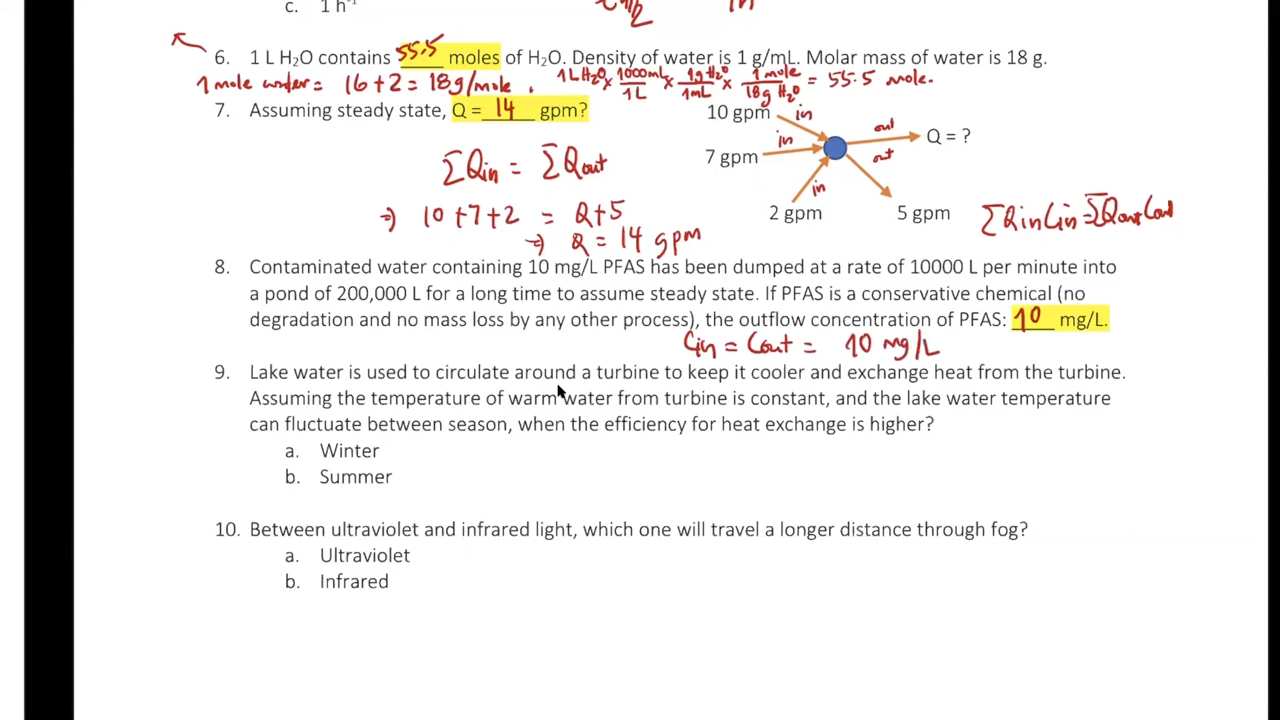 c. 1 h⁻¹
6. 1 L H₂O contains 55.5 moles of H₂O. Density of water is 1 g/mL. Molar mass of water is 18 g.
1 mole water = 16 + 2 = 18 g/mole . 1 L H₂O × 1000 mL / 1 L × 1 g H₂O / 1 mL × 1 mole / 18 g H₂O = 55.5 mole.
7. Assuming steady state, Q = 14 gpm?
10 gpm in
in out
7 gpm out Q = ?
in
2 gpm 5 gpm
ΣQin = ΣQout
⇒ 10 + 7 + 2 = Q + 5
⇒ Q = 14 gpm
ΣQin Cin = ΣQout Cout
8. Contaminated water containing 10 mg/L PFAS has been dumped at a rate of 10000 L per minute into
a pond of 200,000 L for a long time to assume steady state. If PFAS is a conservative chemical (no
degradation and no mass loss by any other process), the outflow concentration of PFAS: 10 mg/L.
Cin = Cout = 10 mg/L
9. Lake water is used to circulate around a turbine to keep it cooler and exchange heat from the turbine.
Assuming the temperature of warm water from turbine is constant, and the lake water temperature
can fluctuate between season, when the efficiency for heat exchange is higher?
a. Winter
b. Summer
10. Between ultraviolet and infrared light, which one will travel a longer distance through fog?
a. Ultraviolet
b. Infrared